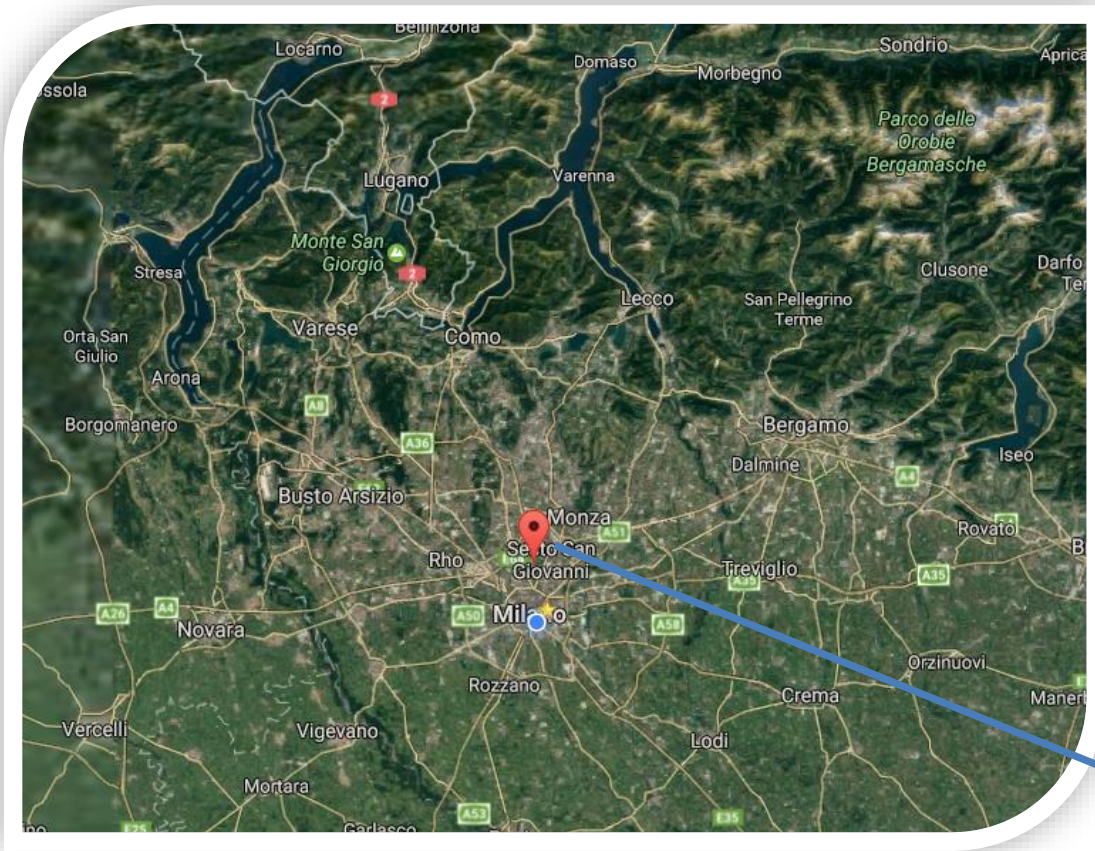 Bellinzona
Locarno
Sondrio
Domaso
Aprica
Morbegno
ossola
2
Parco delle
Orobie
Bergamasche
Lugano
Varenna
Monte San
Giorgio
Stresa
2
Clusone
Darfo
Lecco
San Pellegrino
Terme
Orta San
Giulio
Varese
Como
Arona
A8
Borgomanero
Bergamo
A36
Iseo
Dalmine
A4
Busto Arsizio
Monza
Rovato
A51
Sesto San
Giovanni
Rho
Treviglio
A35
A35
A26
A4
A50
Milano
A58
Novara
Orzinuovi
Rozzano
Crema
Vercelli
Vigevano
Lodi
Mortara
A53
E35
E25
Garlasco